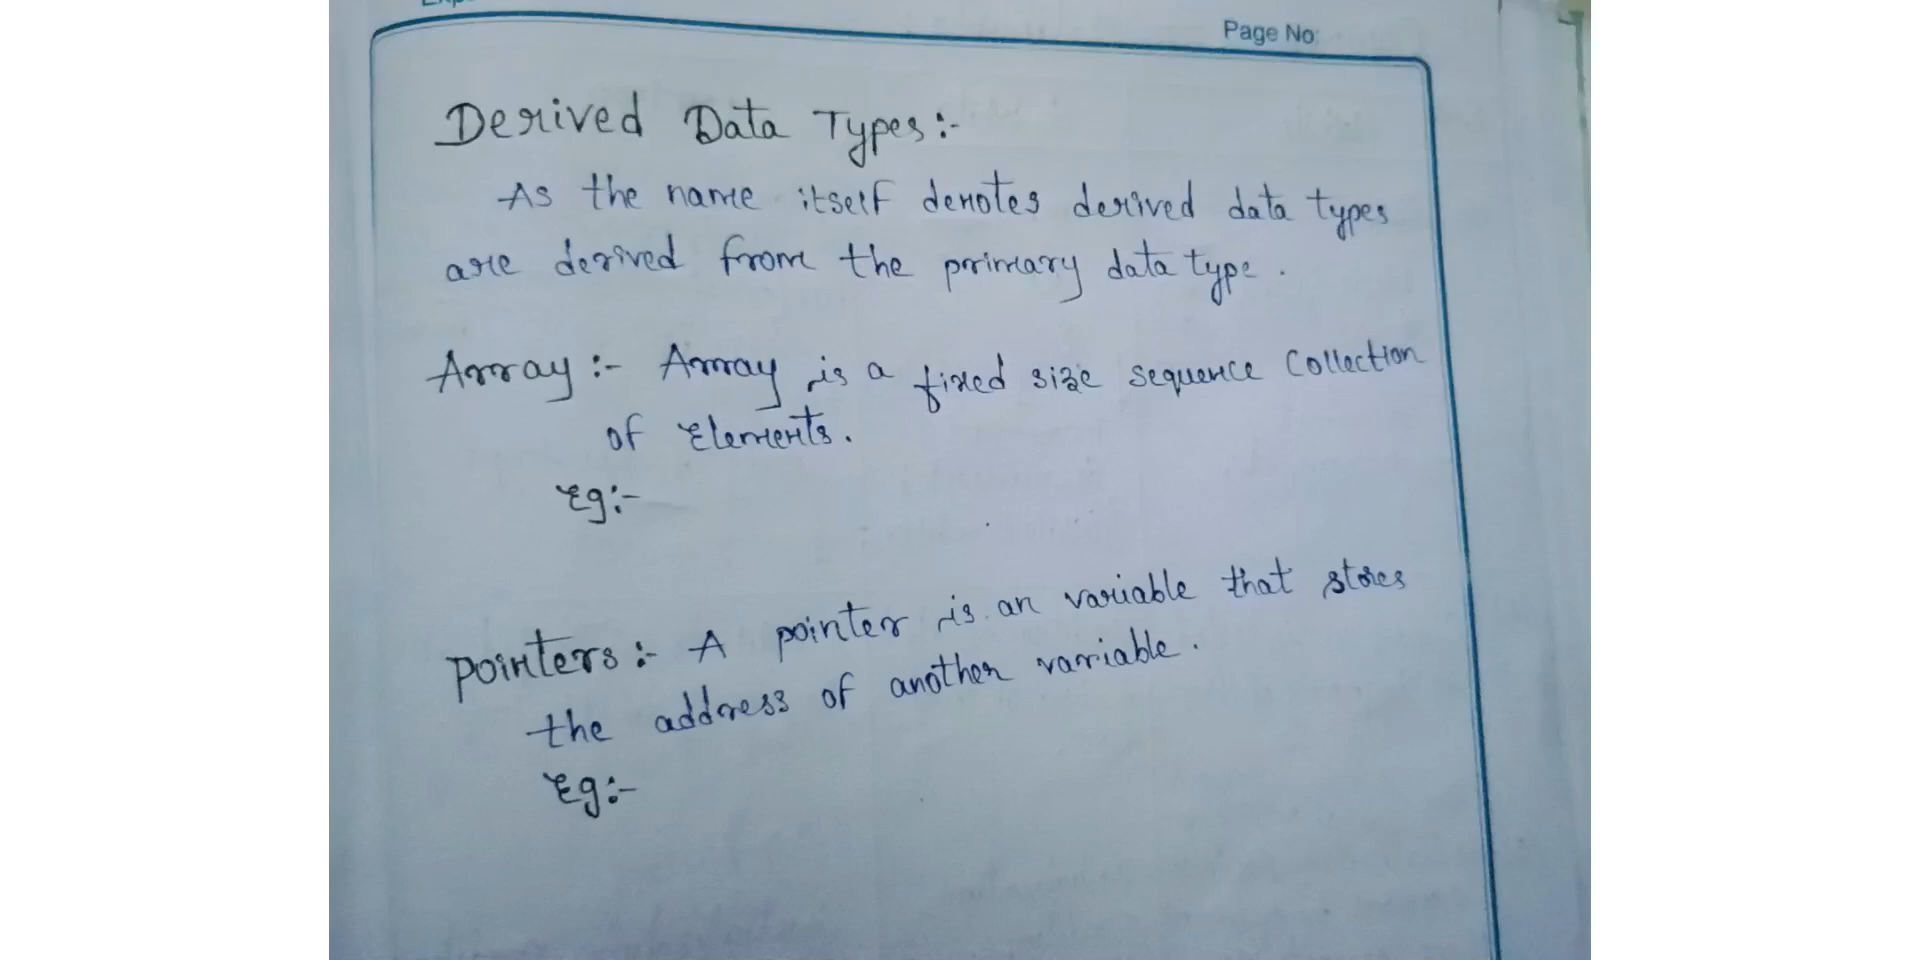 Page No:
Derived Data Types:-
As the name itself denotes derived data types
are derived from the primary data type.
Array :- Array is a fixed size sequence Collection
of Elements.
Eg:-
Pointers :- A pointer is an variable that stores
the address of another variable.
Eg:-